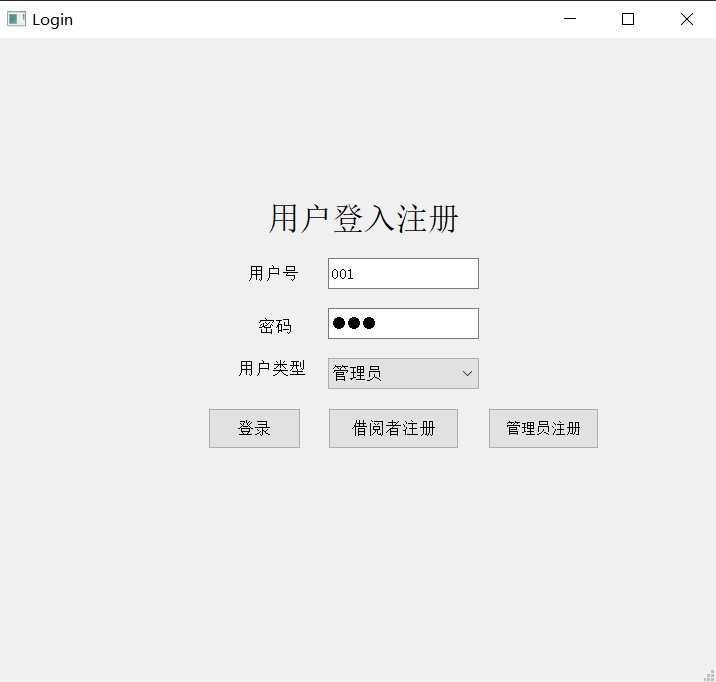 Login
用户登入注册
用户号 001
密码 ●●●
用户类型 管理员
登录 借阅者注册 管理员注册